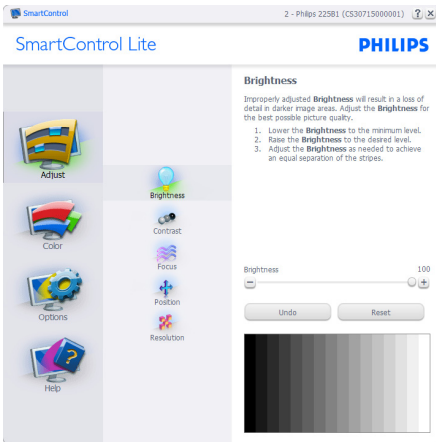 SmartControl
2 - Philips 225B1 (CS30715000001)
SmartControl Lite
PHILIPS
Adjust
Color
Options
Help
Brightness
Contrast
Focus
Position
Resolution
Brightness
Improperly adjusted Brightness will result in a loss of
detail in darker image areas. Adjust the Brightness for
the best possible picture quality.
1. Lower the Brightness to the minimum level.
2. Raise the Brightness to the desired level.
3. Adjust the Brightness as needed to achieve
an equal separation of the stripes.
Brightness 100
Undo Reset